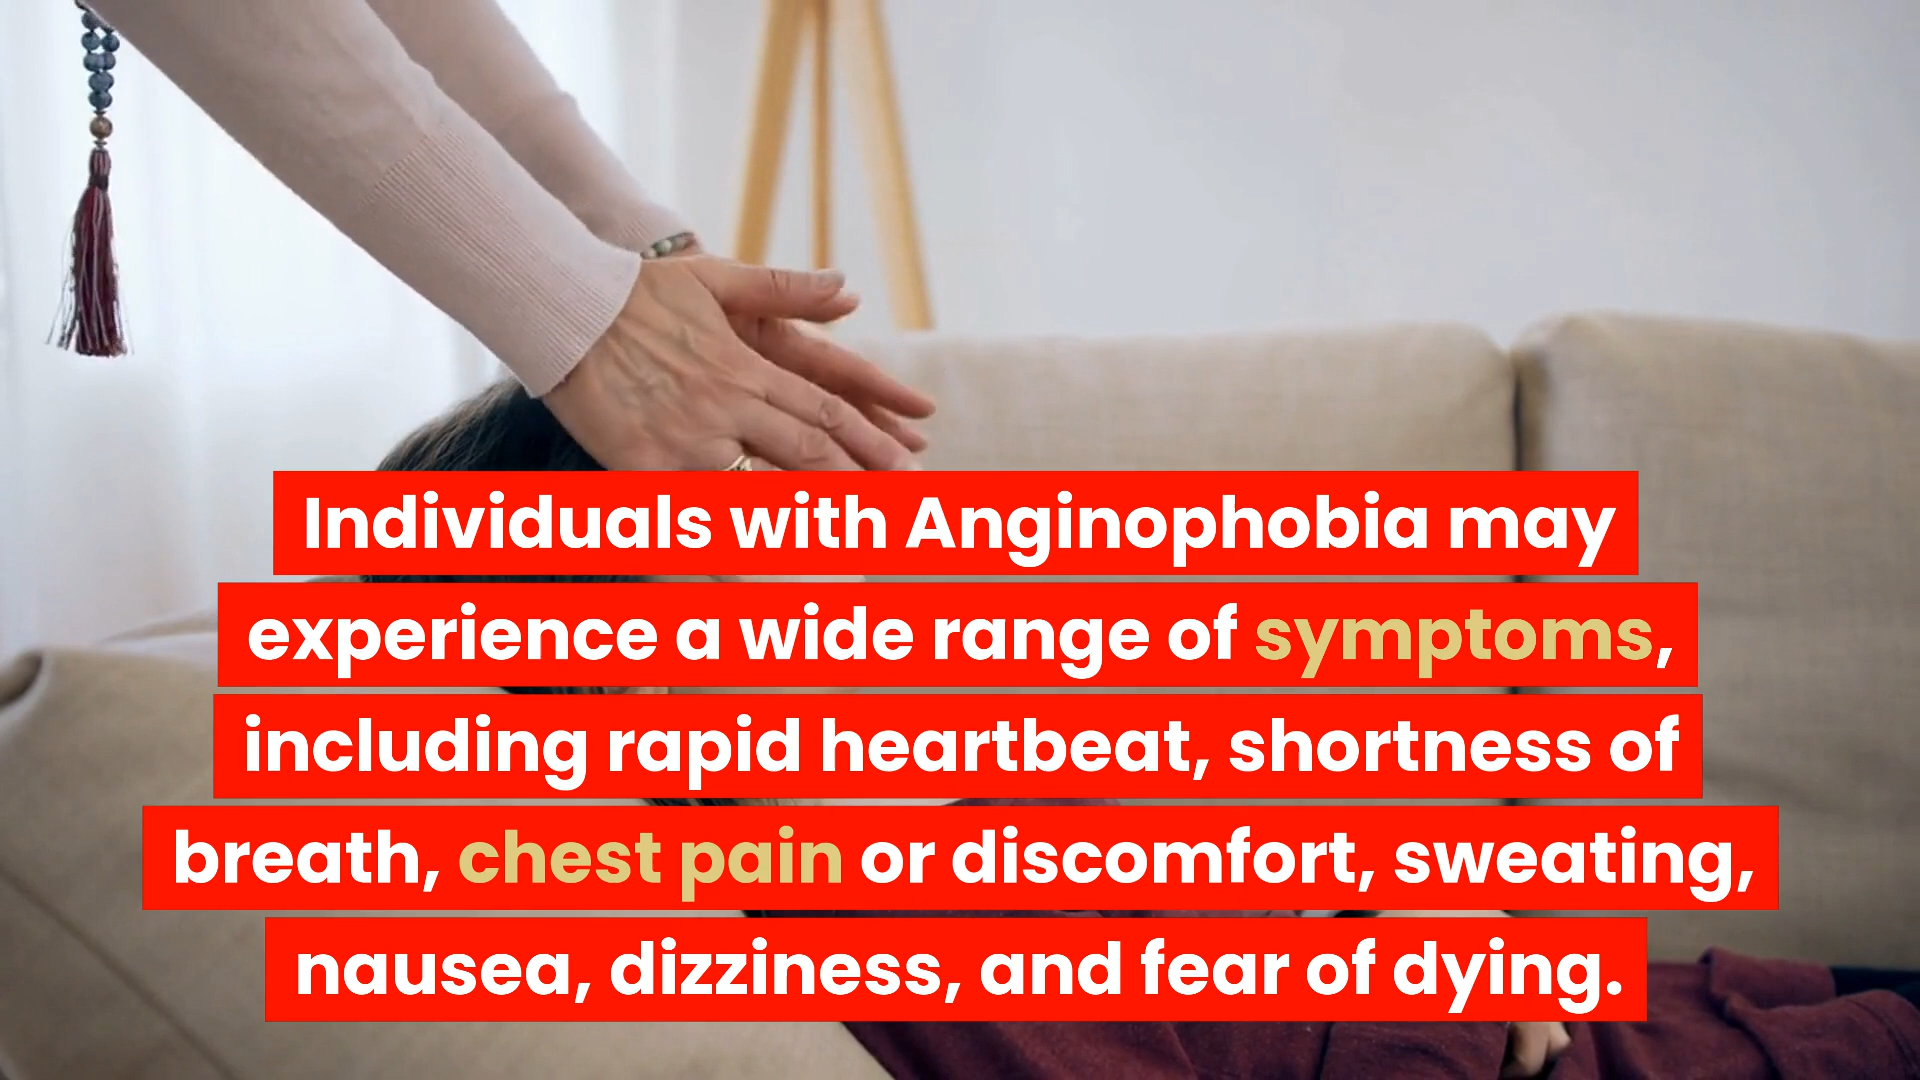 Individuals with Anginophobia may
experience a wide range of symptoms,
including rapid heartbeat, shortness of
breath, chest pain or discomfort, sweating,
nausea, dizziness, and fear of dying.